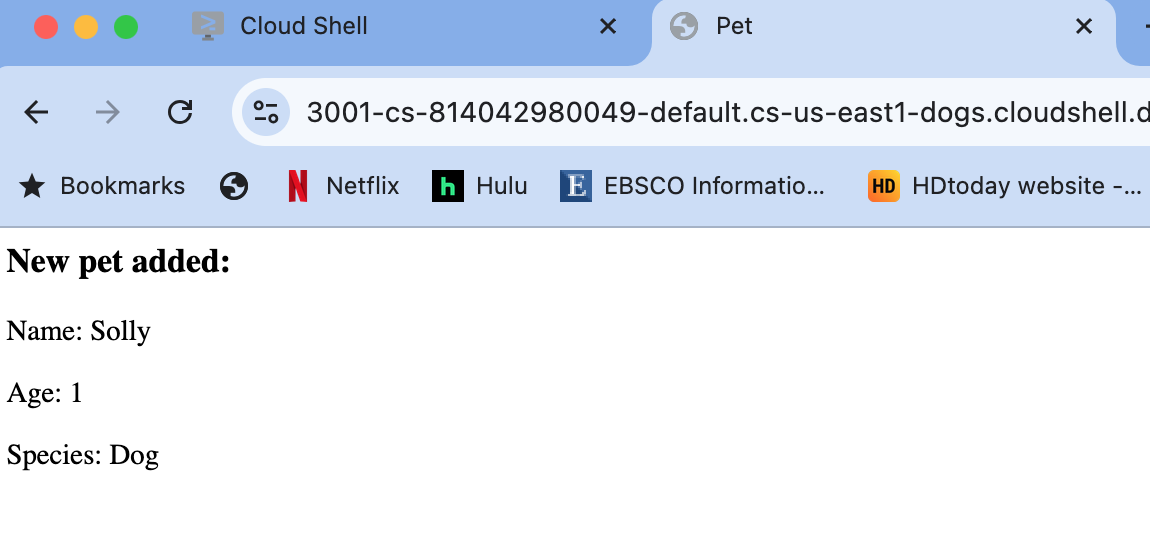 Cloud Shell
Pet
3001-cs-814042980049-default.cs-us-east1-dogs.cloudshell.d
Bookmarks
Netflix
h Hulu
E EBSCO Informatio...
HD HDtoday website -...
New pet added:
Name: Solly
Age: 1
Species: Dog